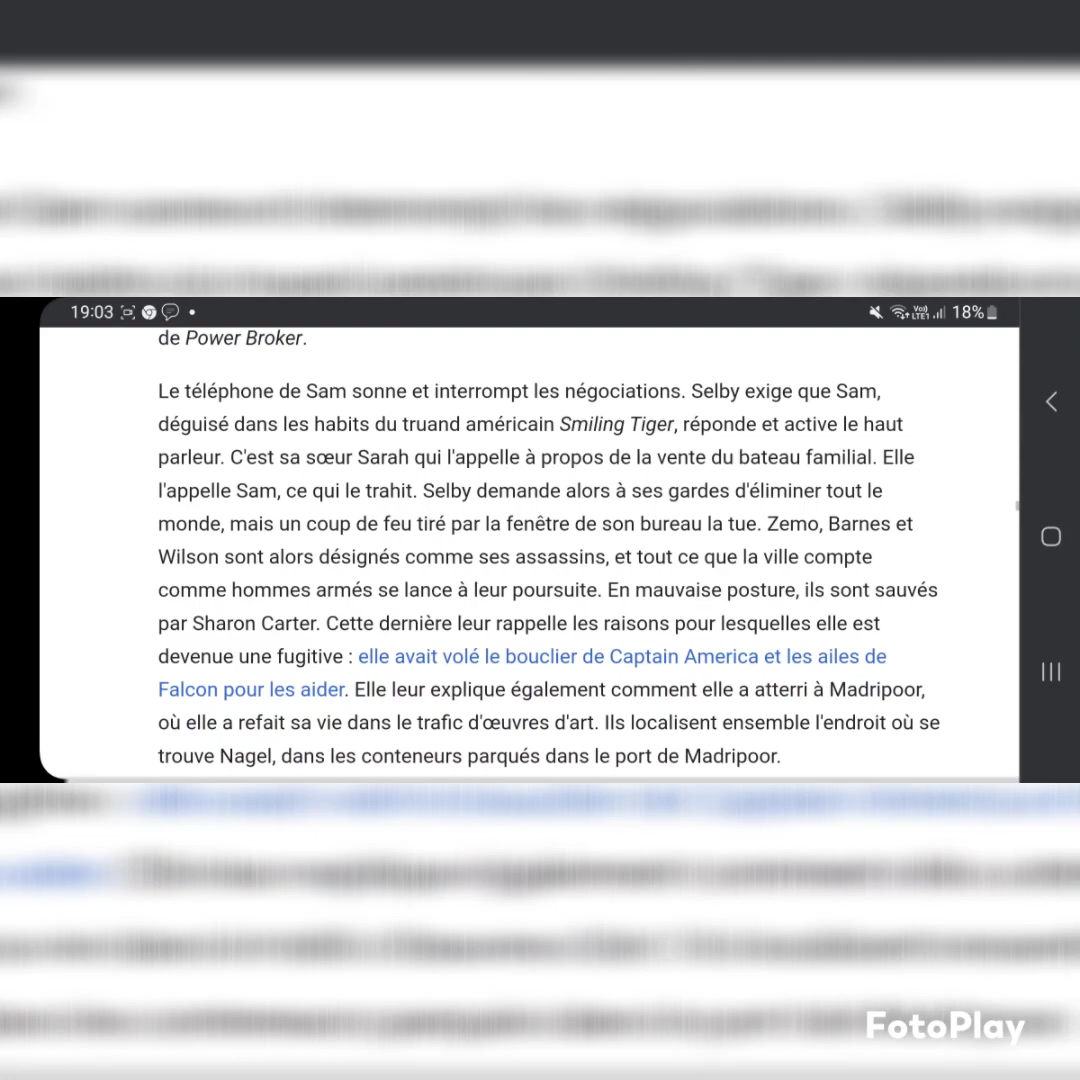 19:03
Vo)) LTE1 18%
de Power Broker.
Le téléphone de Sam sonne et interrompt les négociations. Selby exige que Sam,
déguisé dans les habits du truand américain Smiling Tiger, réponde et active le haut
parleur. C'est sa sœur Sarah qui l'appelle à propos de la vente du bateau familial. Elle
l'appelle Sam, ce qui le trahit. Selby demande alors à ses gardes d'éliminer tout le
monde, mais un coup de feu tiré par la fenêtre de son bureau la tue. Zemo, Barnes et
Wilson sont alors désignés comme ses assassins, et tout ce que la ville compte
comme hommes armés se lance à leur poursuite. En mauvaise posture, ils sont sauvés
par Sharon Carter. Cette dernière leur rappelle les raisons pour lesquelles elle est
devenue une fugitive : elle avait volé le bouclier de Captain America et les ailes de
Falcon pour les aider. Elle leur explique également comment elle a atterri à Madripoor,
où elle a refait sa vie dans le trafic d'œuvres d'art. Ils localisent ensemble l'endroit où se
trouve Nagel, dans les conteneurs parqués dans le port de Madripoor.
FotoPlay